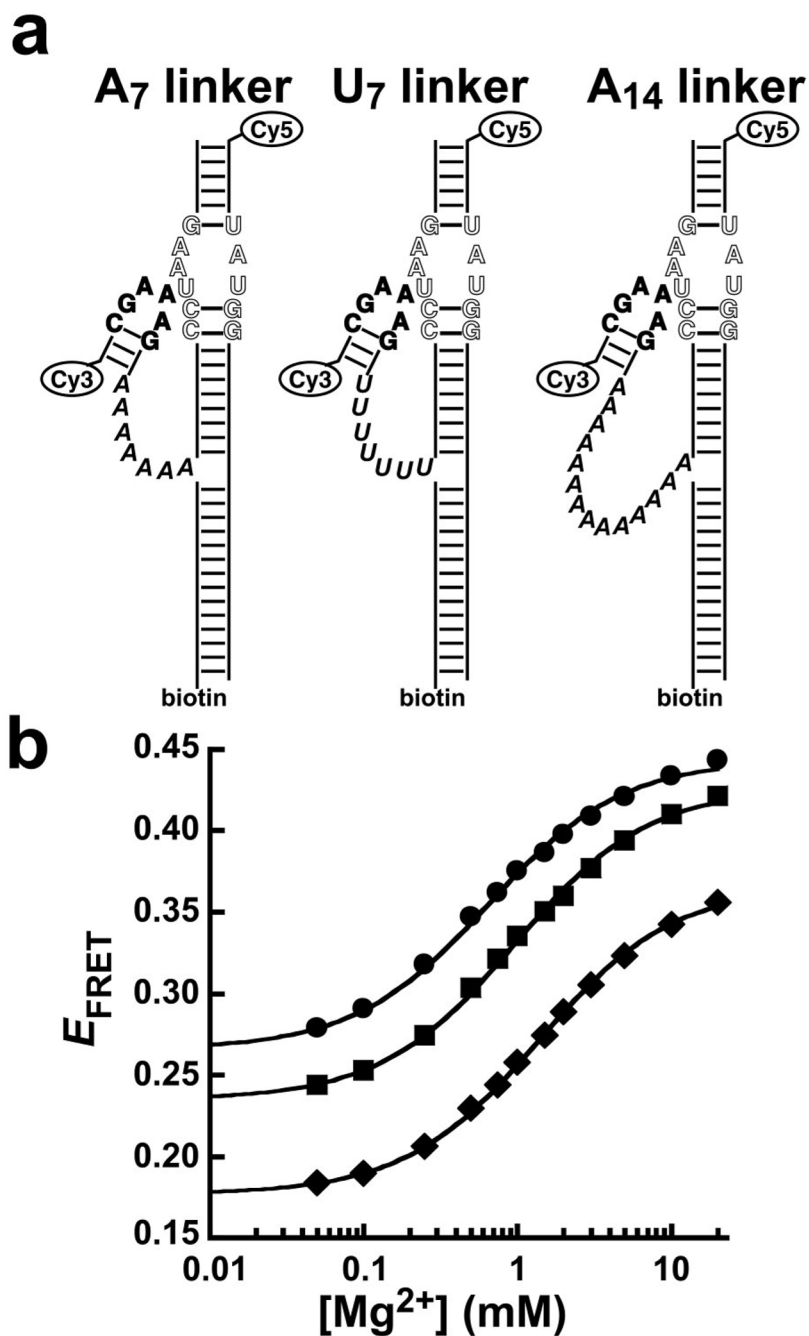 a
A7 linker U7 linker A14 linker
Cy5 Cy5 Cy5
G U G U G U
A A A A A A
A U A U A U
U G U G U G
C G C G C G
C C C
G A A A G A A A G A A A
C A C A C A
G G G
Cy3 Cy3 Cy3
A U A
A U A
A U A
A U A
A A A U U U A A A A A A A A A A
biotin biotin biotin
b
0.45
0.40
0.35
0.30
0.25
0.20
0.15
EFRET
0.01 0.1 1 10
[Mg2+] (mM)